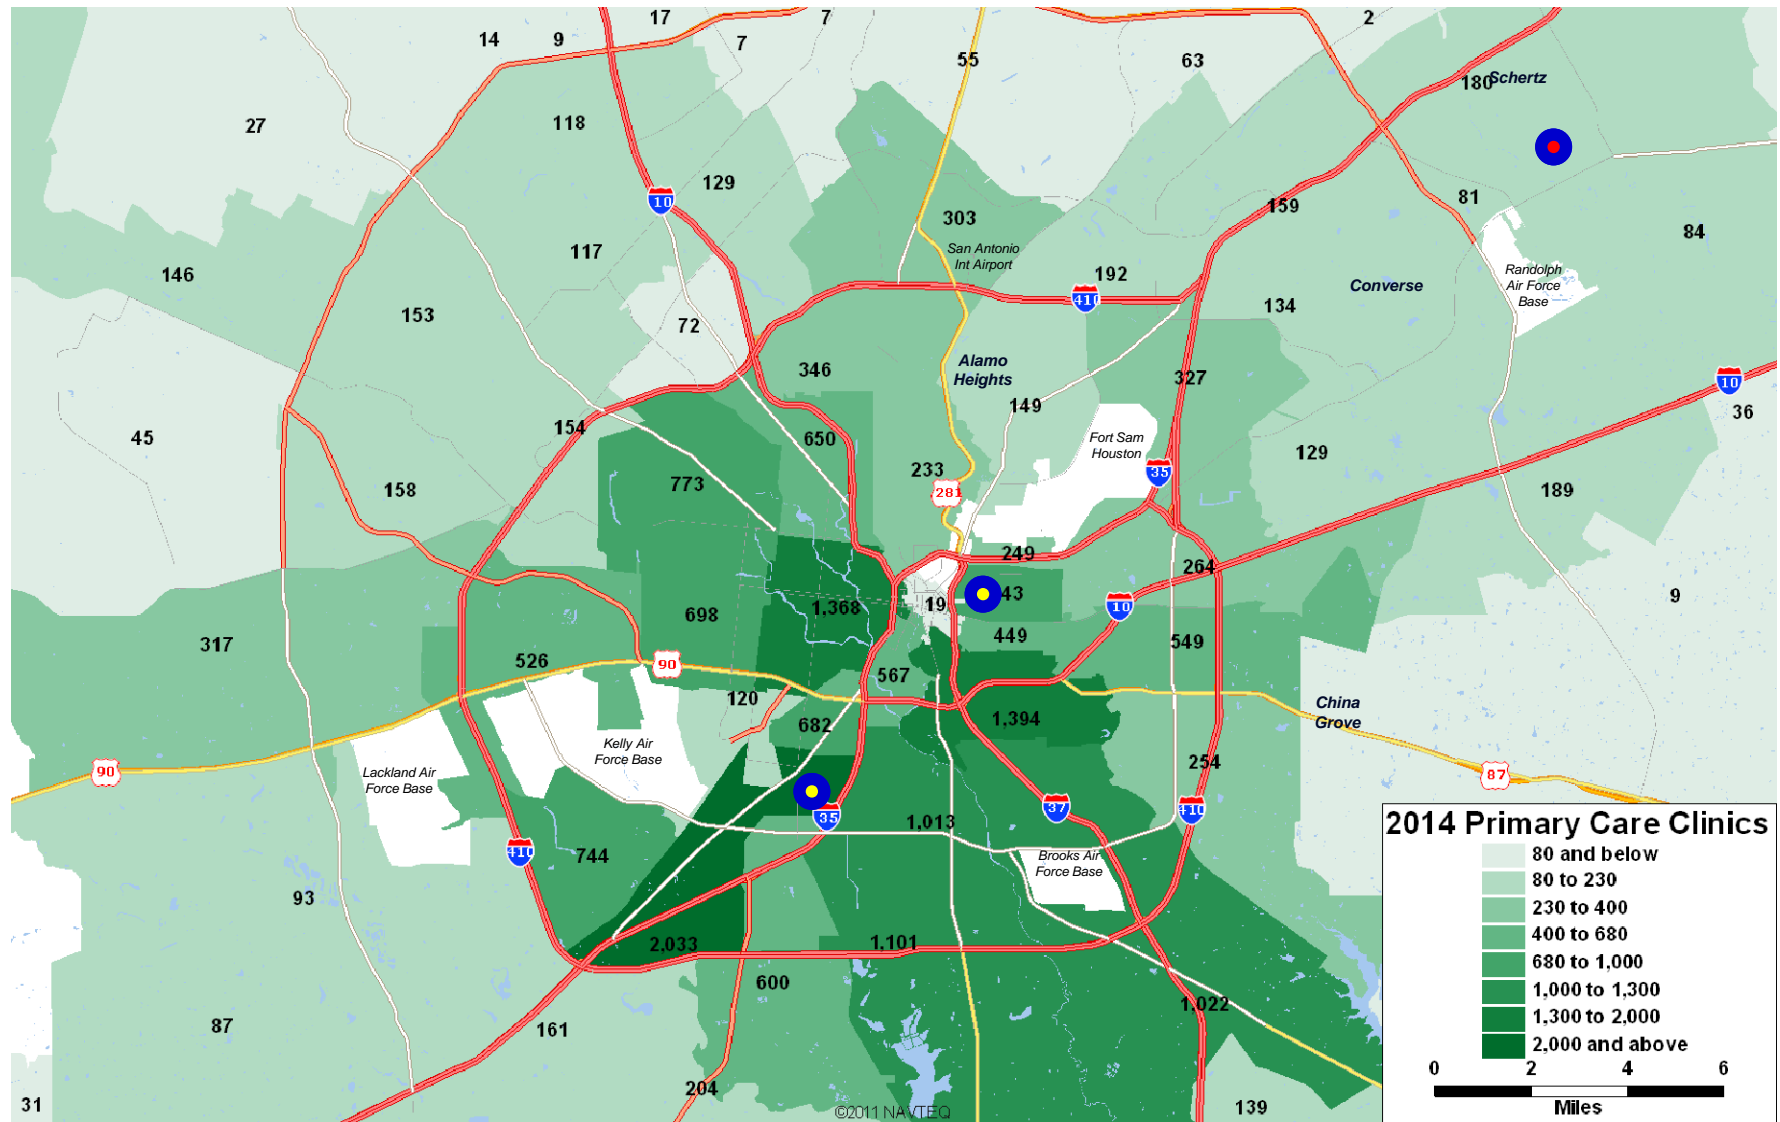 17
7
2
14
9
7
55
63
180
Schertz
27
118
129
10
303
San Antonio
Int Airport
117
146
153
72
192
410
159
81
84
Randolph
Air Force
Base
Converse
134
346
Alamo
Heights
327
149
10
36
45
154
650
Fort Sam
Houston
35
129
158
773
233
281
189
249
264
43
10
9
317
698
1,368
19
449
549
526
90
567
120
682
1,394
China
Grove
254
87
Kelly Air
Force Base
Lackland Air
Force Base
90
35
1,013
37
410
410
744
Brooks Air
Force Base
93
2,033
1,101
600
1,022
87
161
204
31
139
©2011 NAVTEQ
2014 Primary Care Clinics
80 and below
80 to 230
230 to 400
400 to 680
680 to 1,000
1,000 to 1,300
1,300 to 2,000
2,000 and above
0 2 4 6
Miles